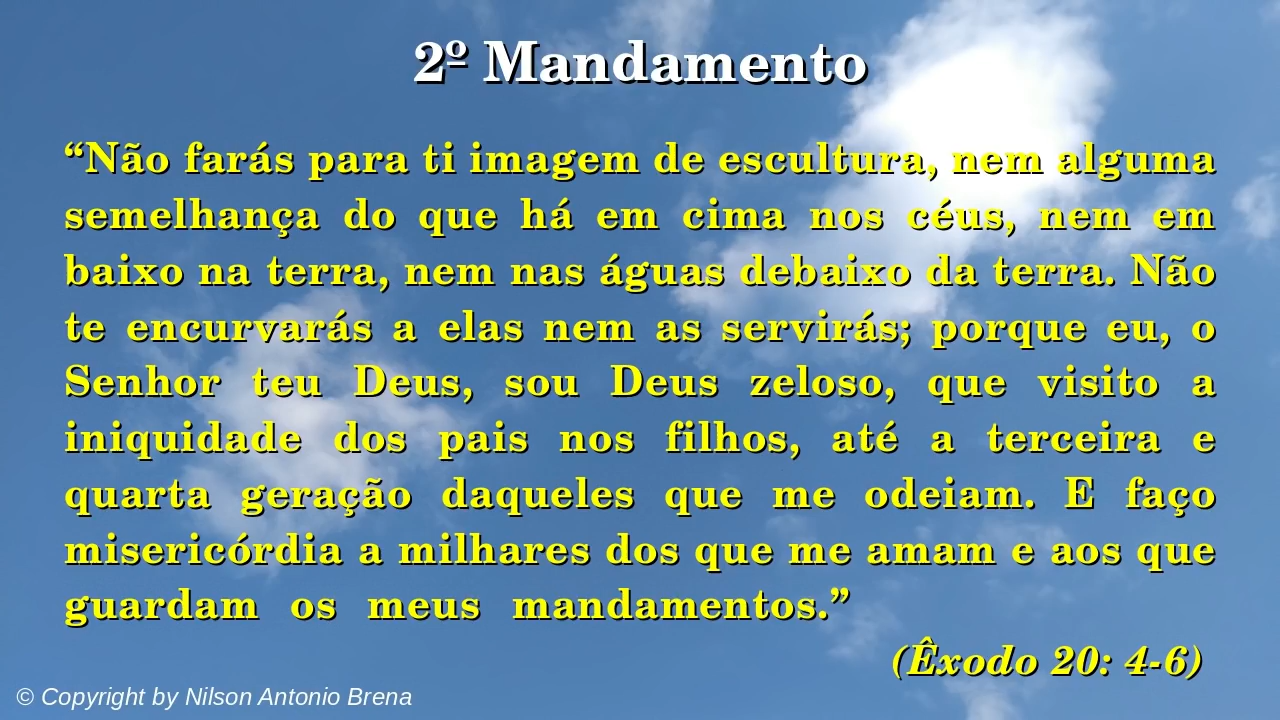 2º Mandamento
“Não farás para ti imagem de escultura, nem alguma
semelhança do que há em cima nos céus, nem em
baixo na terra, nem nas águas debaixo da terra. Não
te encurvarás a elas nem as servirás; porque eu, o
Senhor teu Deus, sou Deus zeloso, que visito a
iniquidade dos pais nos filhos, até a terceira e
quarta geração daqueles que me odeiam. E faço
misericórdia a milhares dos que me amam e aos que
guardam os meus mandamentos.”
(Êxodo 20: 4-6)
© Copyright by Nilson Antonio Brena